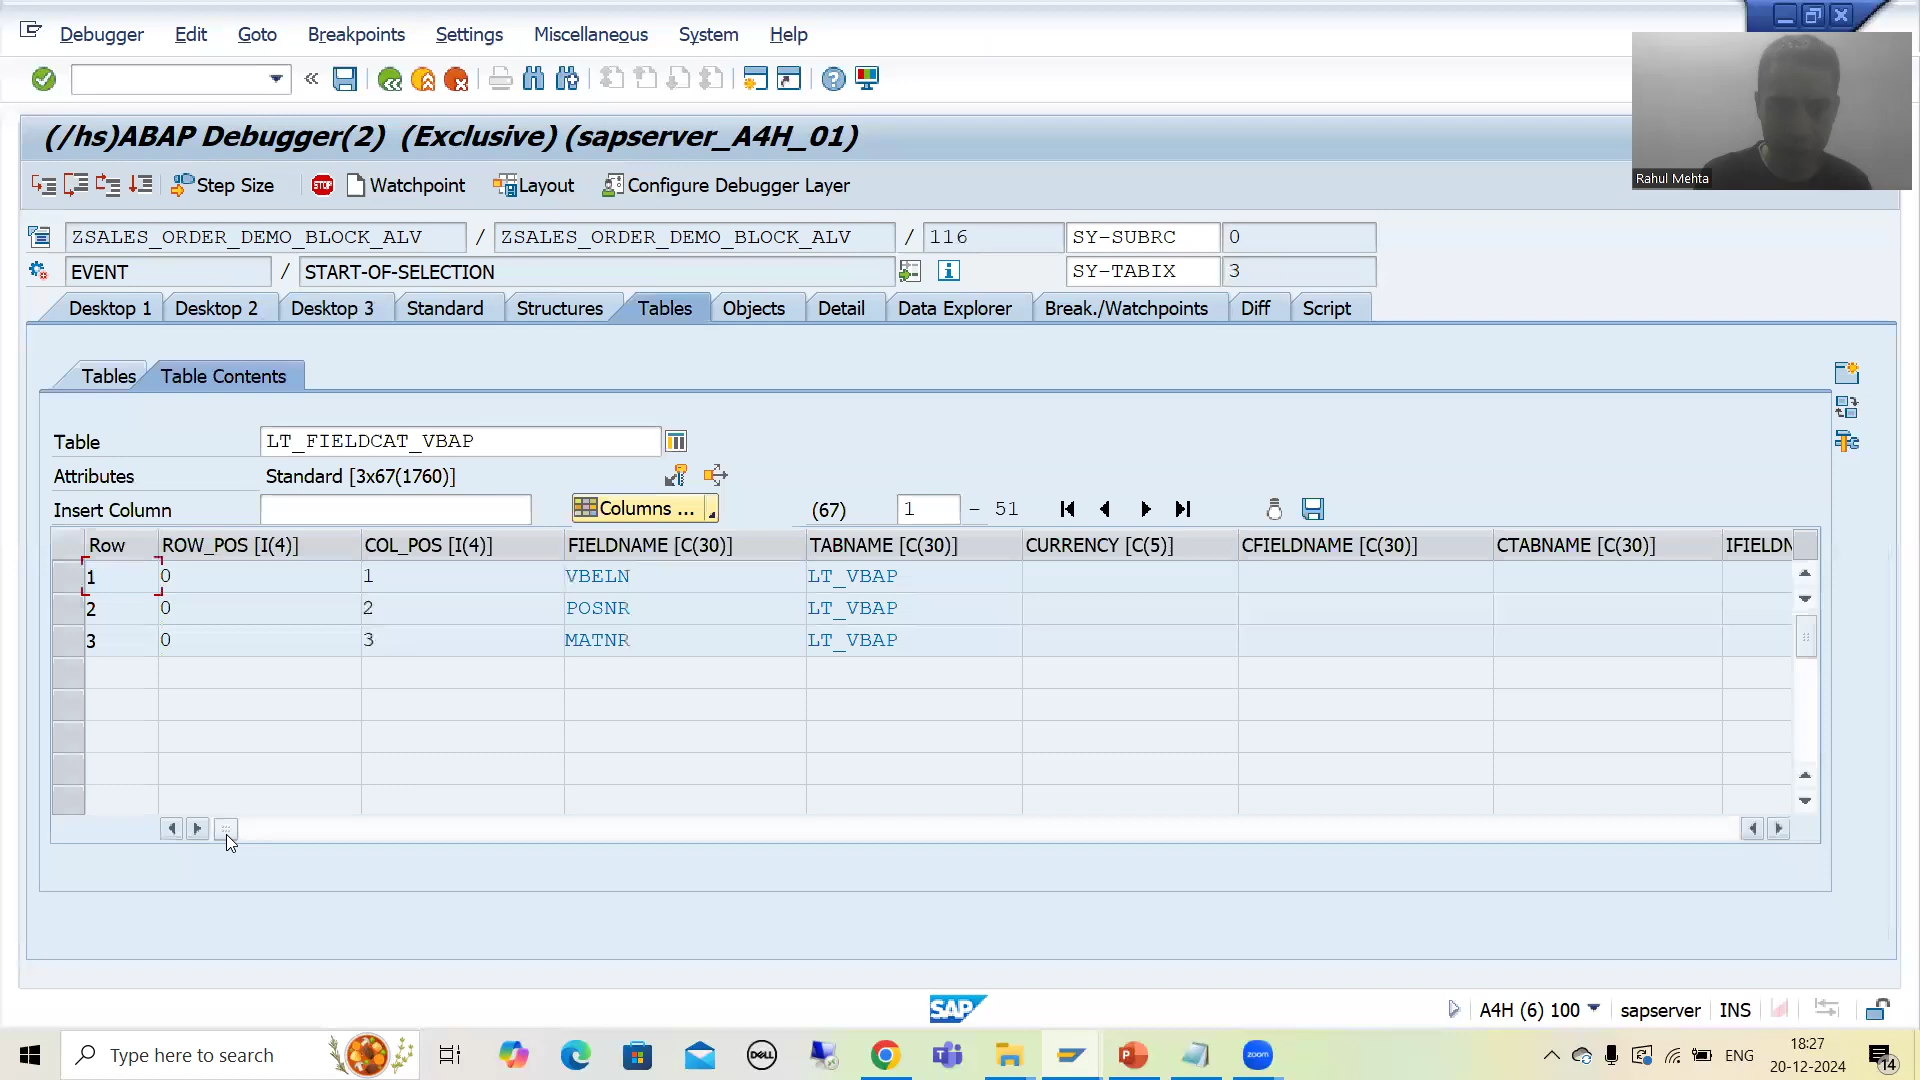 Debugger Edit Goto Breakpoints Settings Miscellaneous System Help
(/hs)ABAP Debugger(2) (Exclusive) (sapserver_A4H_01)
Rahul Mehta
Step Size STOP Watchpoint Layout Configure Debugger Layer
ZSALES_ORDER_DEMO_BLOCK_ALV / ZSALES_ORDER_DEMO_BLOCK_ALV / 116 SY-SUBRC 0
EVENT / START-OF-SELECTION SY-TABIX 3
Desktop 1 Desktop 2 Desktop 3 Standard Structures Tables Objects Detail Data Explorer Break./Watchpoints Diff Script
Tables Table Contents
Table LT_FIELDCAT_VBAP
Attributes Standard [3x67(1760)]
Insert Column Columns ... (67) 1 - 51
Row ROW_POS [I(4)] COL_POS [I(4)] FIELDNAME [C(30)] TABNAME [C(30)] CURRENCY [C(5)] CFIELDNAME [C(30)] CTABNAME [C(30)] IFIELDN
1 0 1 VBELN LT_VBAP
2 0 2 POSNR LT_VBAP
3 0 3 MATNR LT_VBAP
SAP A4H (6) 100 sapserver INS
Type here to search DELL zoom ENG 18:27
20-12-2024 14